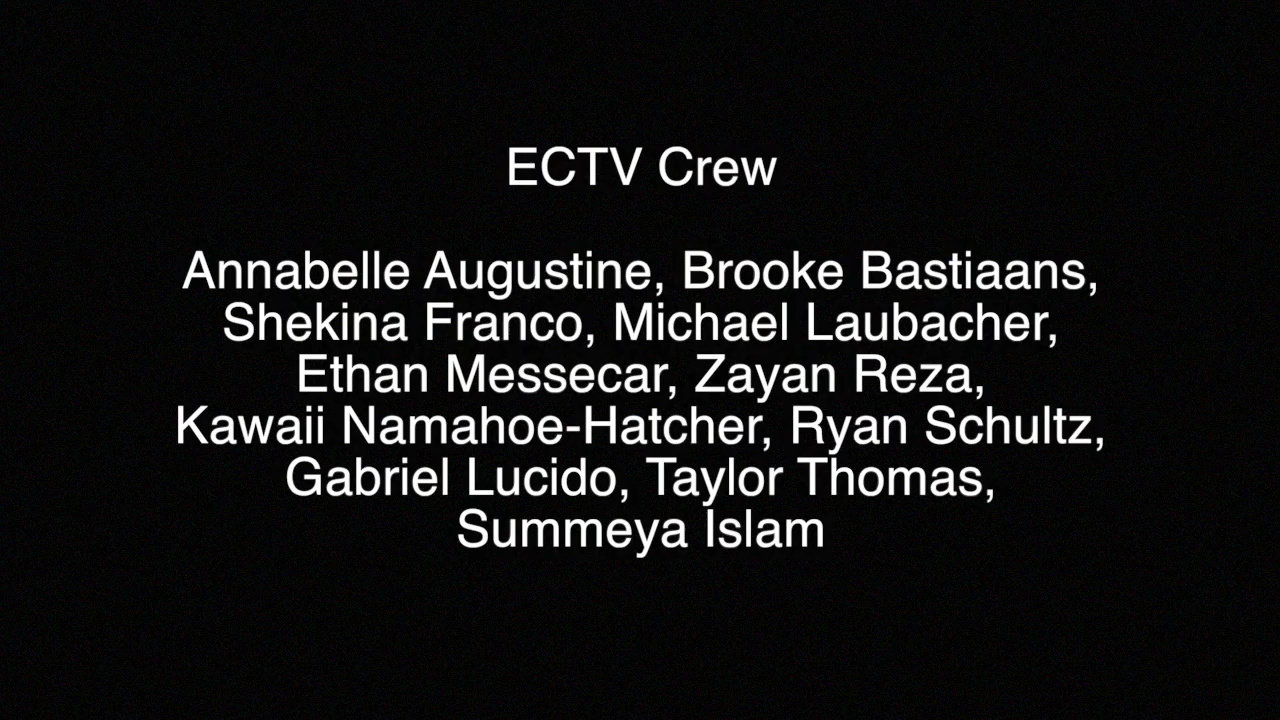 ECTV Crew
Annabelle Augustine, Brooke Bastiaans,
Shekina Franco, Michael Laubacher,
Ethan Messecar, Zayan Reza,
Kawaii Namahoe-Hatcher, Ryan Schultz,
Gabriel Lucido, Taylor Thomas,
Summeya Islam